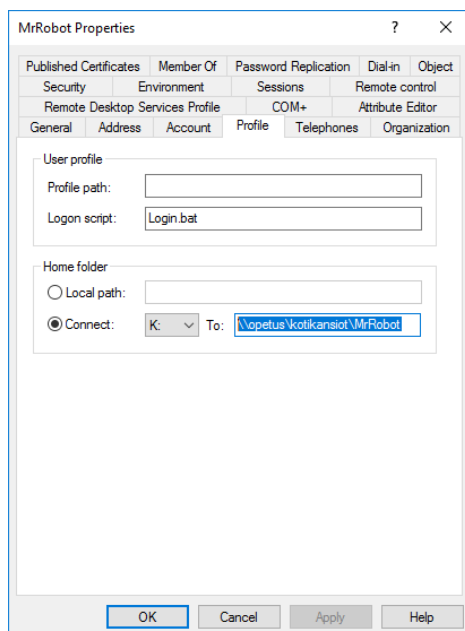 MrRobot Properties ? ×
Published Certificates Member Of Password Replication Dial-in Object
Security Environment Sessions Remote control
Remote Desktop Services Profile COM+ Attribute Editor
General Address Account Profile Telephones Organization
User profile
Profile path:
Logon script: Login.bat
Home folder
Local path:
Connect: K: To: \\opetus\kotikansiot\MrRobot
OK Cancel Apply Help